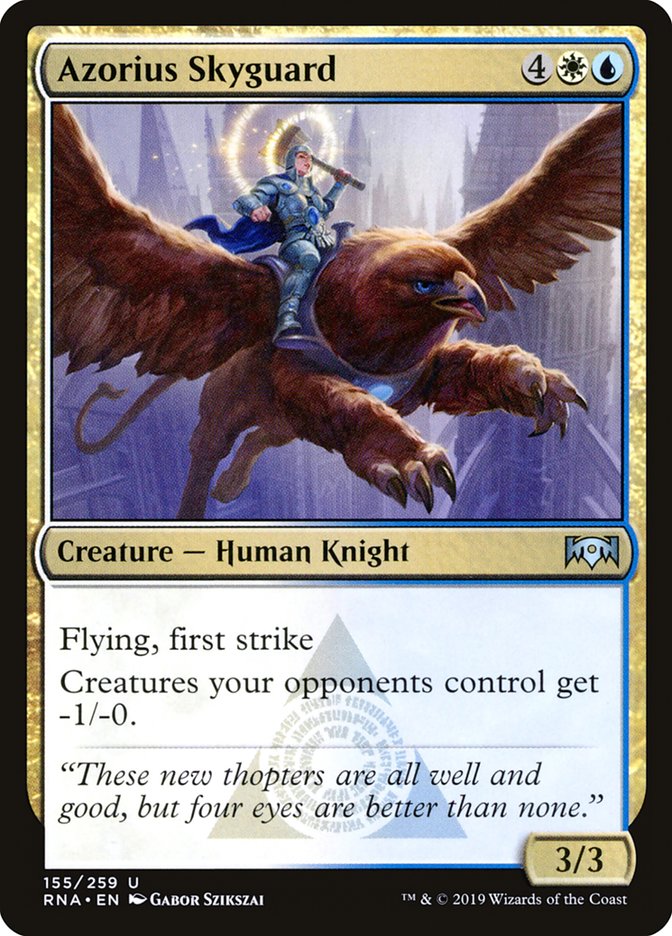 Azorius Skyguard 4
Creature — Human Knight
Flying, first strike
Creatures your opponents control get
-1/-0.
“These new thopters are all well and
good, but four eyes are better than none.”
3/3
155/259 U
RNA • EN Gabor Szikszai
™ & © 2019 Wizards of the Coast